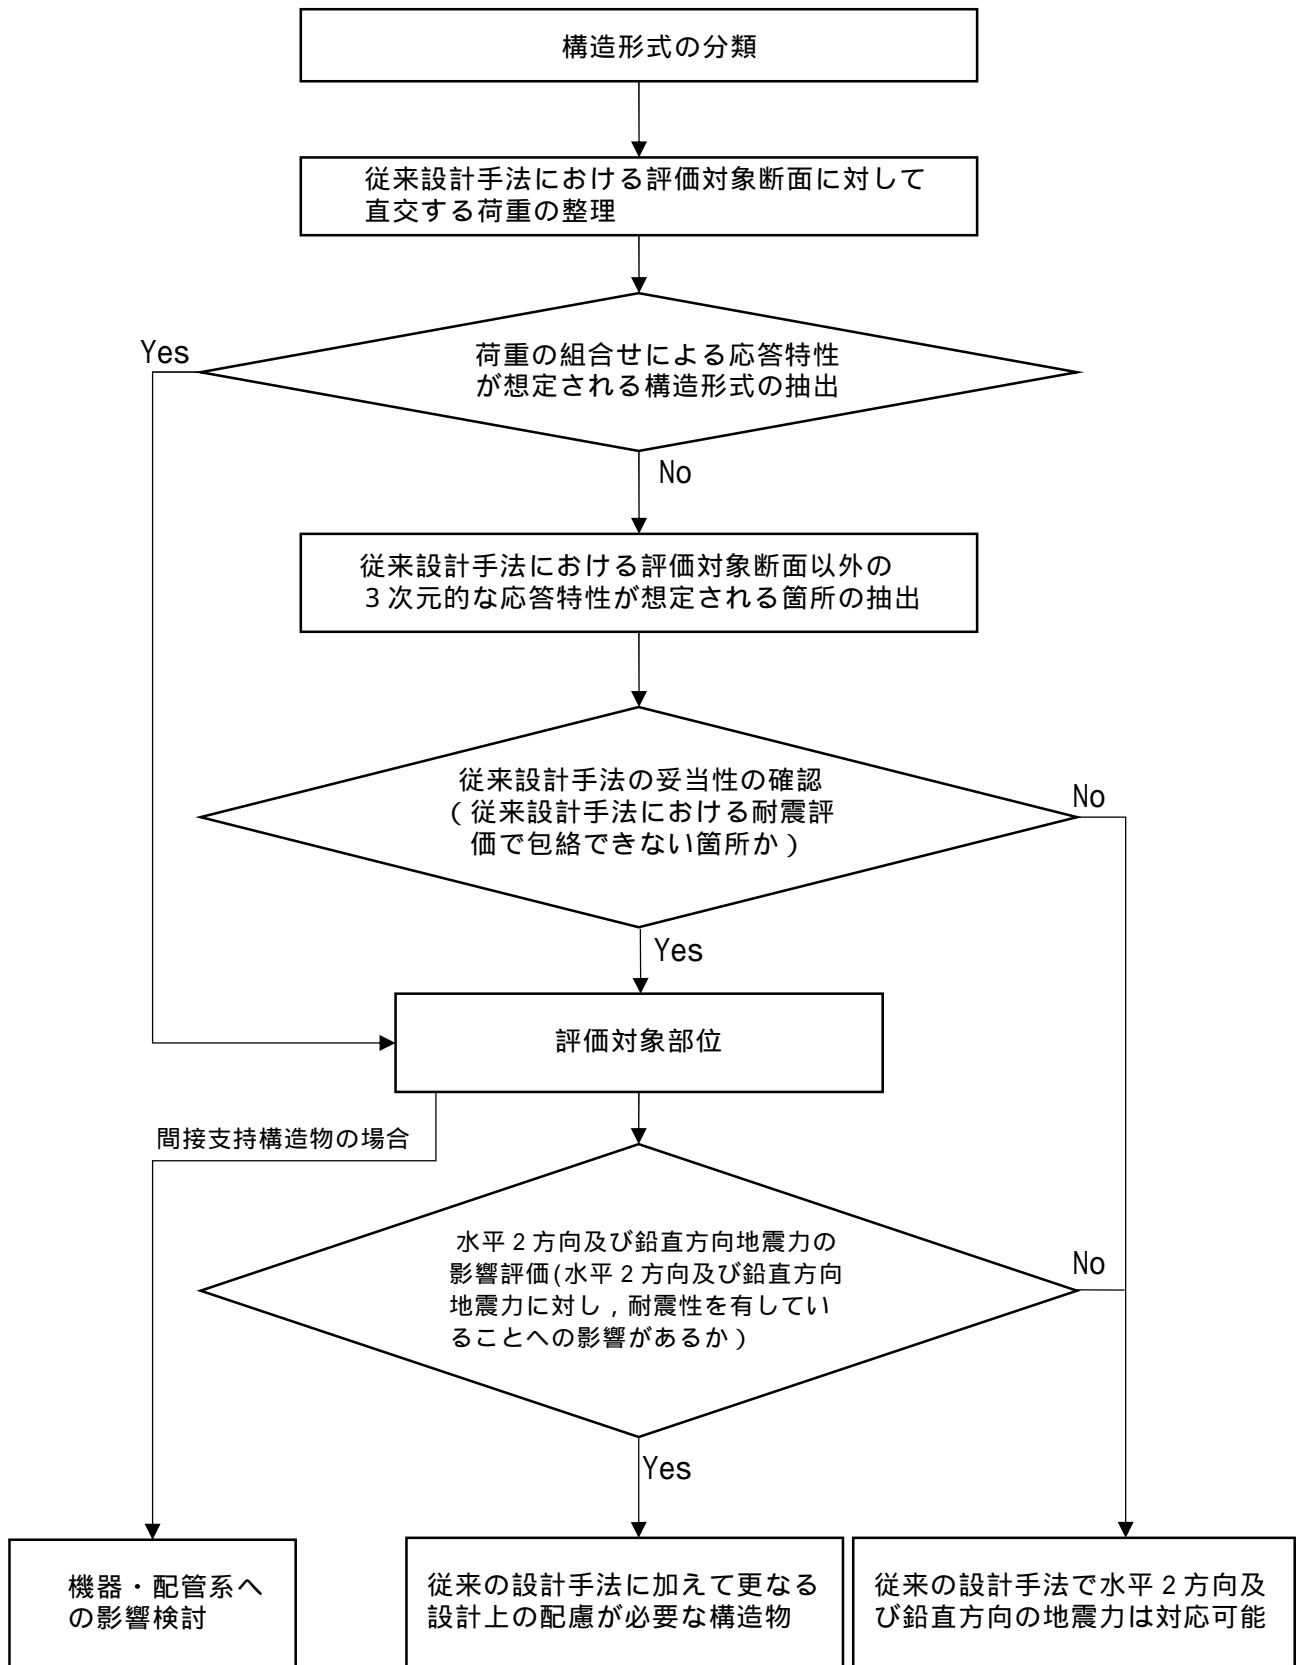 構造形式の分類
従来設計手法における評価対象断面に対して
直交する荷重の整理
Yes
荷重の組合せによる応答特性
が想定される構造形式の抽出
No
従来設計手法における評価対象断面以外の
３次元的な応答特性が想定される箇所の抽出
従来設計手法の妥当性の確認
（従来設計手法における耐震評
価で包絡できない箇所か）
No
Yes
評価対象部位
間接支持構造物の場合
水平２方向及び鉛直方向地震力の
影響評価(水平２方向及び鉛直方向
地震力に対し，耐震性を有してい
ることへの影響があるか）
No
Yes
機器・配管系へ
の影響検討
従来の設計手法に加えて更なる
設計上の配慮が必要な構造物
従来の設計手法で水平２方向及
び鉛直方向の地震力は対応可能